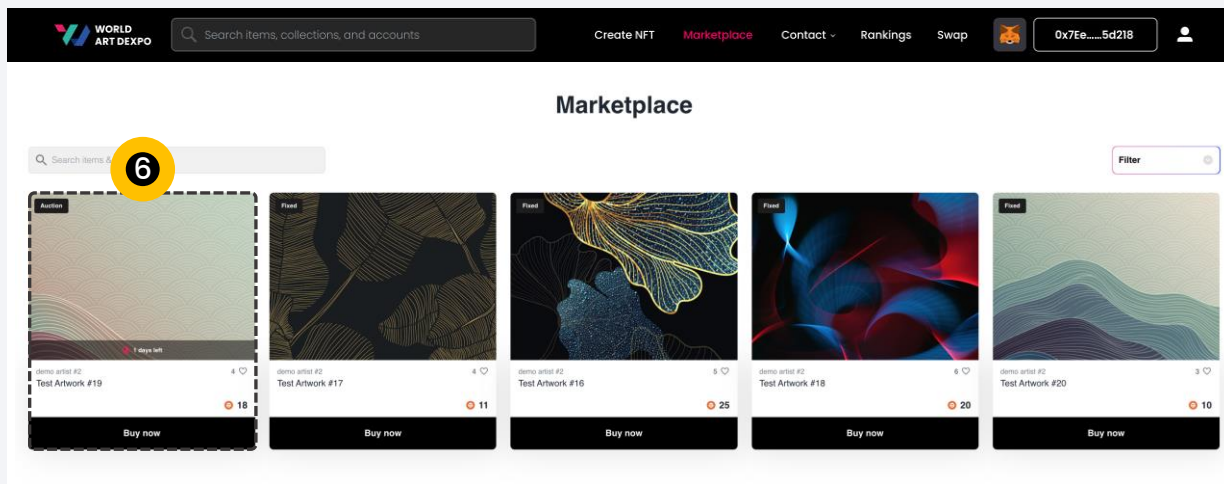 WORLD
ART DEXPO
Search items, collections, and accounts
Create NFT
Marketplace
Contact
Rankings
Swap
0x7Ee......5d218
Marketplace
Search items &
6
Filter
Auction
Fixed
Fixed
Fixed
Fixed
days left
demo artist #2
4
Test Artwork #19
18
Buy now
demo artist #2
4
Test Artwork #17
11
Buy now
demo artist #2
5
Test Artwork #16
25
Buy now
demo artist #2
6
Test Artwork #18
20
Buy now
demo artist #2
3
Test Artwork #20
10
Buy now